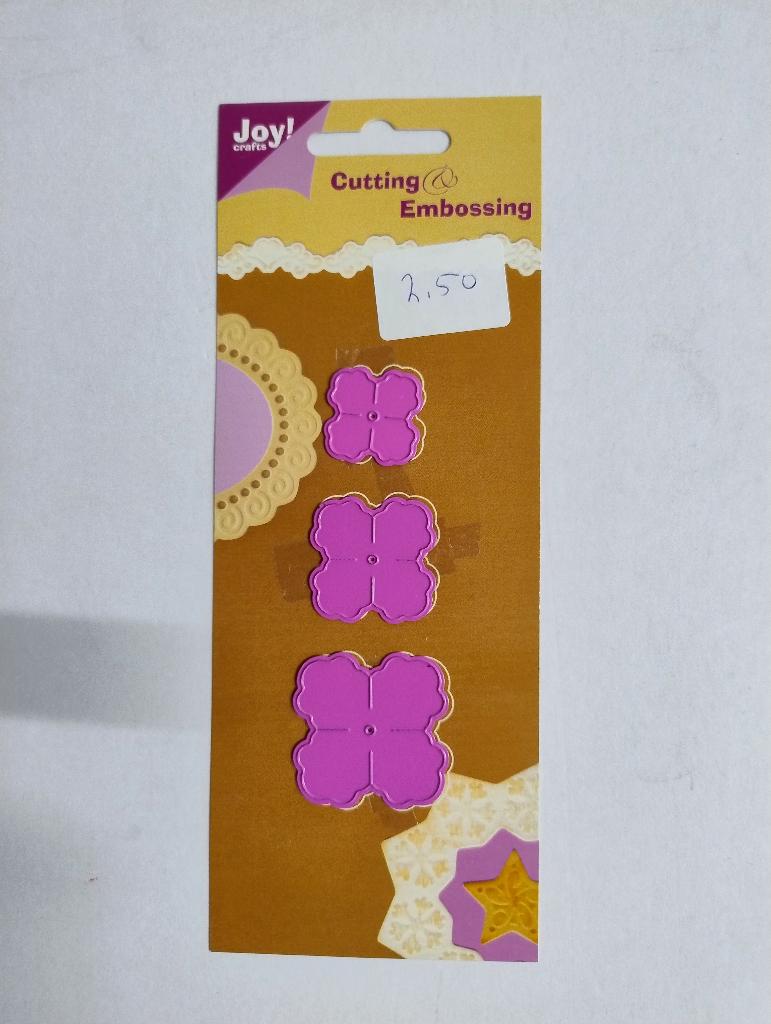 Joy!
crafts
Cutting &
Embossing
2.50